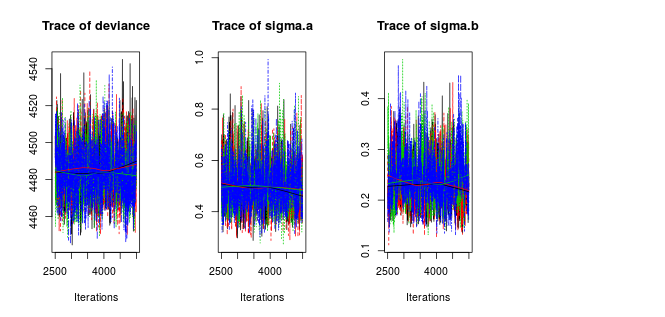 Trace of deviance
4460 4480 4500 4520 4540
2500 4000
Iterations
Trace of sigma.a
0.4 0.6 0.8 1.0
2500 4000
Iterations
Trace of sigma.b
0.1 0.2 0.3 0.4
2500 4000
Iterations